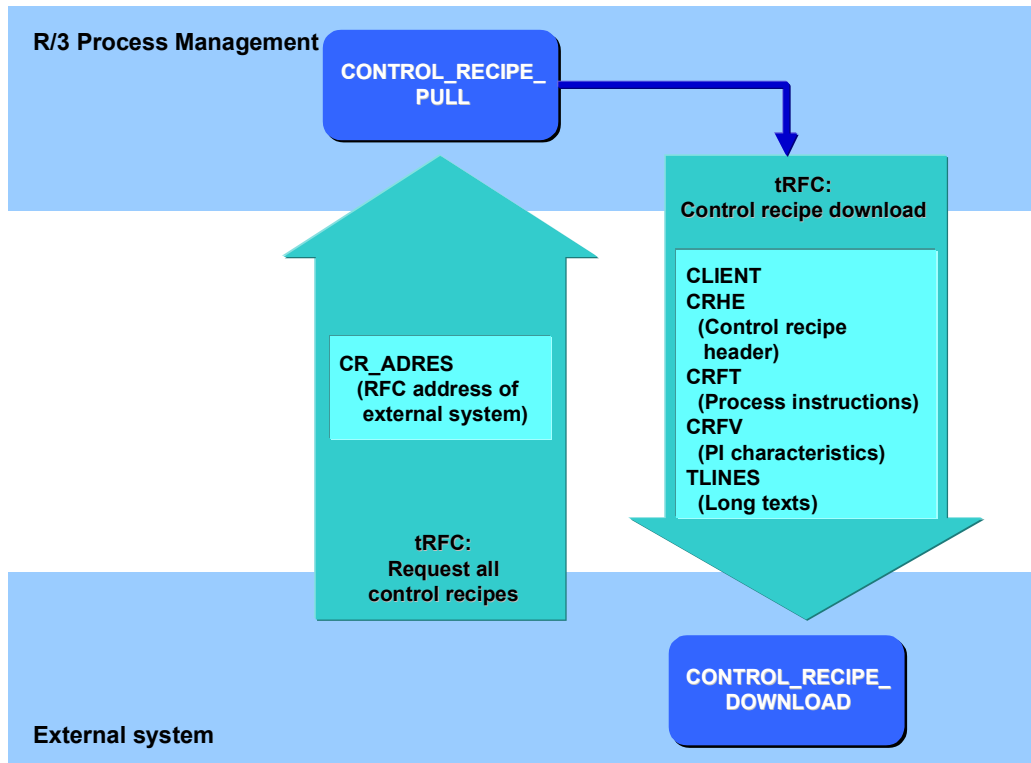 R/3 Process Management
CONTROL_RECIPE_
PULL
tRFC:
Control recipe download
CLIENT
CRHE
(Control recipe
header)
CRFT
(Process instructions)
CRFV
(PI characteristics)
TLINES
(Long texts)
CR_ADRES
(RFC address of
external system)
tRFC:
Request all
control recipes
CONTROL_RECIPE_
DOWNLOAD
External system